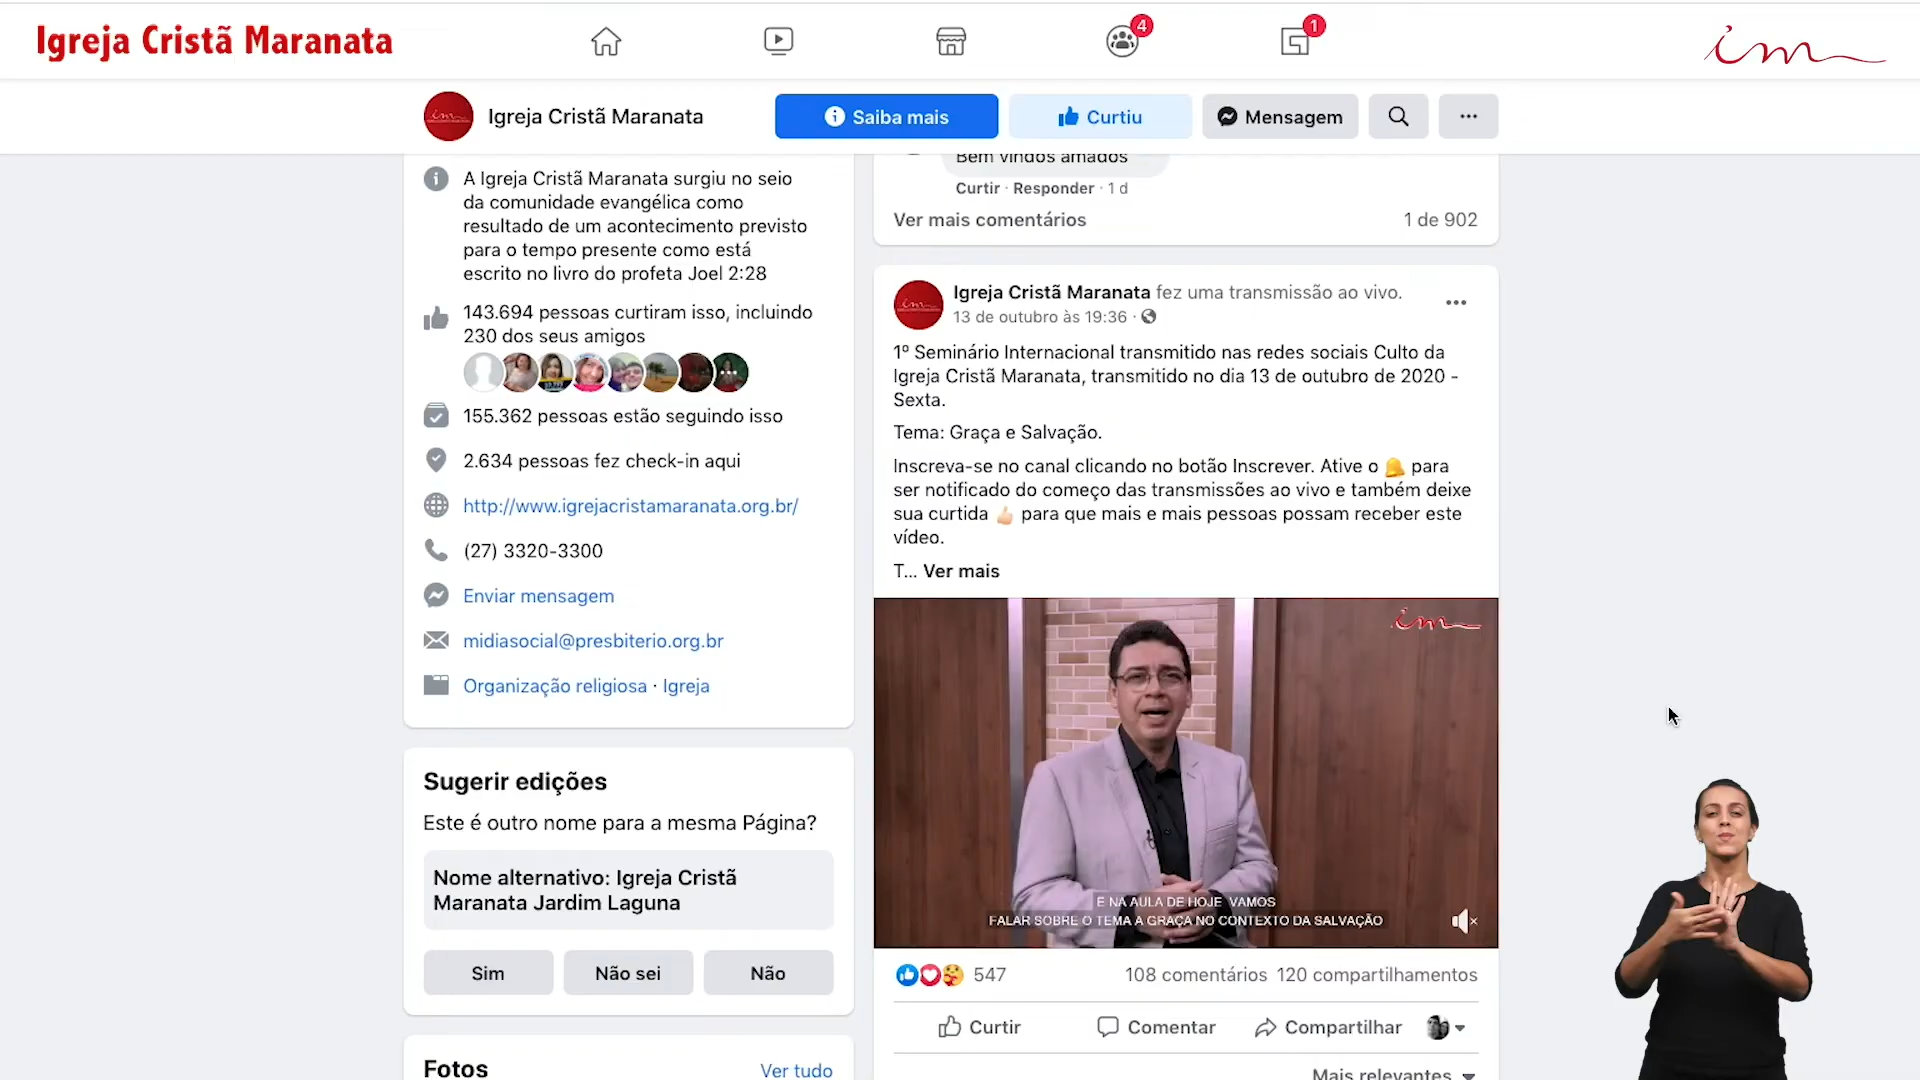 Igreja Cristã Maranata
4
1
im
Igreja Cristã Maranata
Saiba mais
Curtiu
Mensagem
A Igreja Cristã Maranata surgiu no seio
da comunidade evangélica como
resultado de um acontecimento previsto
para o tempo presente como está
escrito no livro do profeta Joel 2:28
143.694 pessoas curtiram isso, incluindo
230 dos seus amigos
155.362 pessoas estão seguindo isso
2.634 pessoas fez check-in aqui
http://www.igrejacristamaranata.org.br/
(27) 3320-3300
Enviar mensagem
midiasocial@presbiterio.org.br
Organização religiosa · Igreja
Sugerir edições
Este é outro nome para a mesma Página?
Nome alternativo: Igreja Cristã
Maranata Jardim Laguna
Sim
Não sei
Não
Fotos
Ver tudo
Bem vindos amados
Curtir · Responder · 1 d
Ver mais comentários
1 de 902
Igreja Cristã Maranata fez uma transmissão ao vivo.
13 de outubro às 19:36 ·
1º Seminário Internacional transmitido nas redes sociais Culto da
Igreja Cristã Maranata, transmitido no dia 13 de outubro de 2020 -
Sexta.
Tema: Graça e Salvação.
Inscreva-se no canal clicando no botão Inscrever. Ative o 🔔 para
ser notificado do começo das transmissões ao vivo e também deixe
sua curtida 👍🏻 para que mais e mais pessoas possam receber este
vídeo.
T... Ver mais
im
E NA AULA DE HOJE VAMOS
FALAR SOBRE O TEMA A GRAÇA NO CONTEXTO DA SALVAÇÃO
547
108 comentários 120 compartilhamentos
Curtir
Comentar
Compartilhar
Mais relevantes